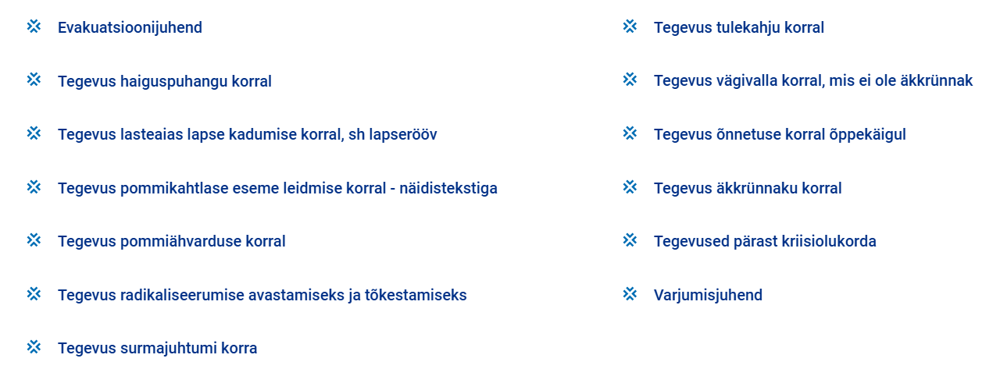 Evakuatsioonijuhend
Tegevus haiguspuhangu korral
Tegevus lasteaias lapse kadumise korral, sh lapserööv
Tegevus pommikahtlase eseme leidmise korral - näidistekstiga
Tegevus pommiähvarduse korral
Tegevus radikaliseerumise avastamiseks ja tõkestamiseks
Tegevus surmajuhtumi korra
Tegevus tulekahju korral
Tegevus vägivalla korral, mis ei ole äkkrünnak
Tegevus õnnetuse korral õppekäigul
Tegevus äkkrünnaku korral
Tegevused pärast kriisiolukorda
Varjumisjuhend